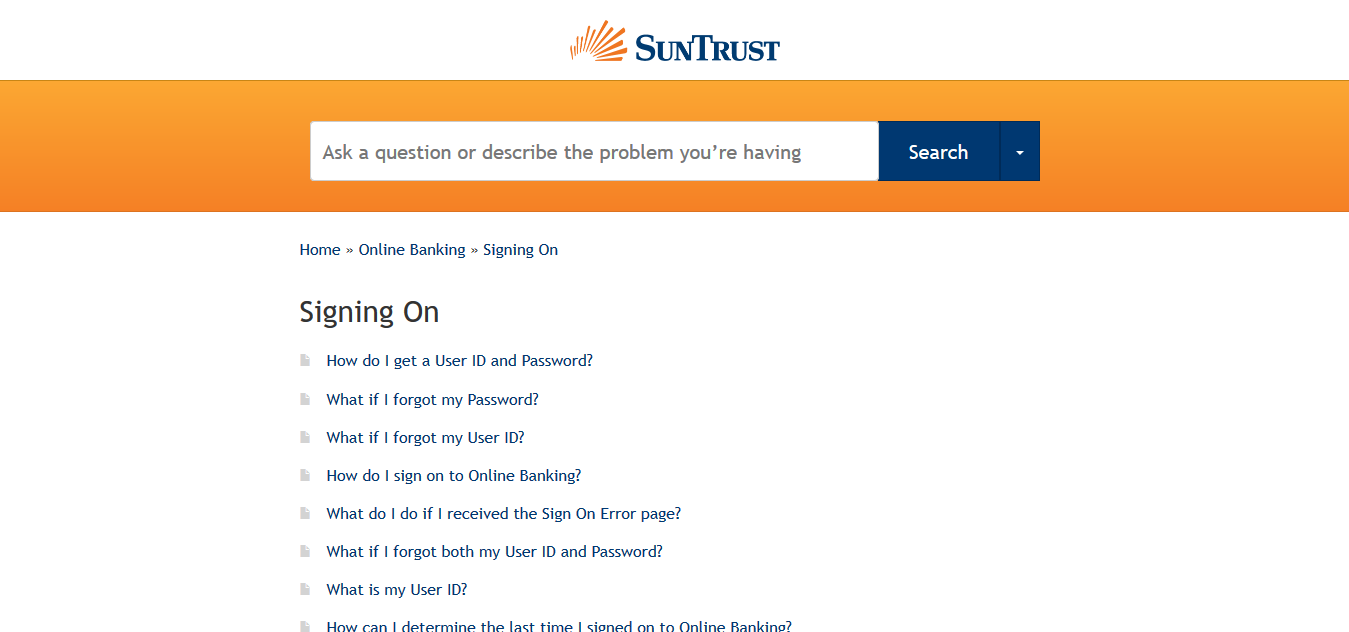 SUNTRUST
Ask a question or describe the problem you’re having
Search
Home » Online Banking » Signing On
Signing On
How do I get a User ID and Password?
What if I forgot my Password?
What if I forgot my User ID?
How do I sign on to Online Banking?
What do I do if I received the Sign On Error page?
What if I forgot both my User ID and Password?
What is my User ID?
How can I determine the last time I signed on to Online Banking?